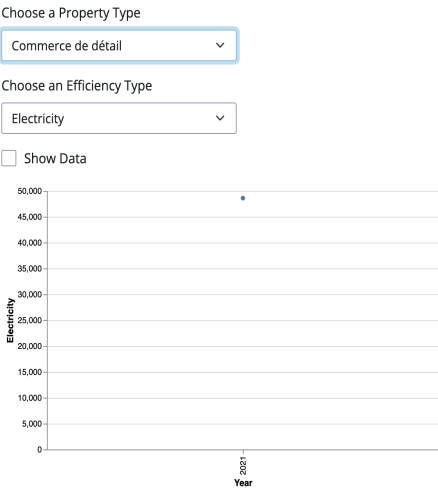 Choose a Property Type
Commerce de détail
Choose an Efficiency Type
Electricity
Show Data
50,000
45,000
40,000
35,000
30,000
25,000
20,000
15,000
10,000
5,000
0
Electricity
2021
Year